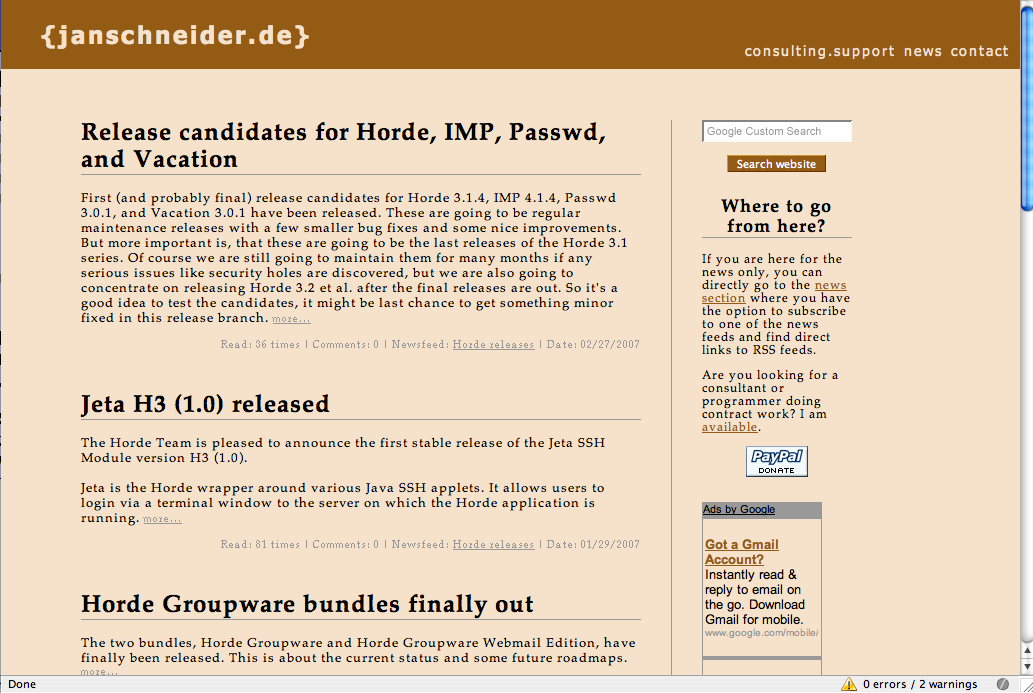 {janschneider.de}
consulting.support news contact
Release candidates for Horde, IMP, Passwd,
and Vacation
First (and probably final) release candidates for Horde 3.1.4, IMP 4.1.4, Passwd
3.0.1, and Vacation 3.0.1 have been released. These are going to be regular
maintenance releases with a few smaller bug fixes and some nice improvements.
But more important is, that these are going to be the last releases of the Horde 3.1
series. Of course we are still going to maintain them for many months if any
serious issues like security holes are discovered, but we are also going to
concentrate on releasing Horde 3.2 et al. after the final releases are out. So it's a
good idea to test the candidates, it might be last chance to get something minor
fixed in this release branch. more...
Read: 36 times | Comments: 0 | Newsfeed: Horde releases | Date: 02/27/2007
Jeta H3 (1.0) released
The Horde Team is pleased to announce the first stable release of the Jeta SSH
Module version H3 (1.0).
Jeta is the Horde wrapper around various Java SSH applets. It allows users to
login via a terminal window to the server on which the Horde application is
running. more...
Read: 81 times | Comments: 0 | Newsfeed: Horde releases | Date: 01/29/2007
Horde Groupware bundles finally out
The two bundles, Horde Groupware and Horde Groupware Webmail Edition, have
finally been released. This is about the current status and some future roadmaps.
more...
Google Custom Search
Search website
Where to go
from here?
If you are here for the
news only, you can
directly go to the news
section where you have
the option to subscribe
to one of the news
feeds and find direct
links to RSS feeds.
Are you looking for a
consultant or
programmer doing
contract work? I am
available.
PayPal
DONATE
Ads by Google
Got a Gmail
Account?
Instantly read &
reply to email on
the go. Download
Gmail for mobile.
www.google.com/mobile/
Done
0 errors / 2 warnings